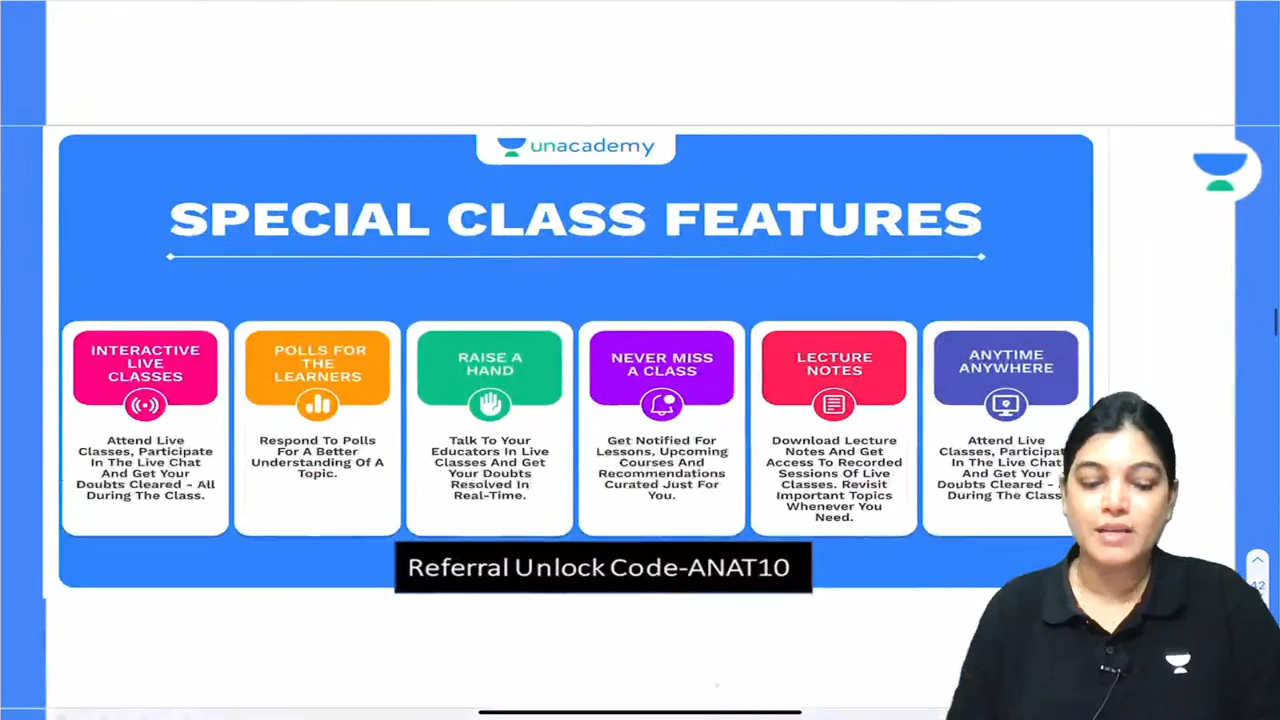 unacademy
SPECIAL CLASS FEATURES
INTERACTIVE
LIVE
CLASSES
Attend Live
Classes, Participate
In The Live Chat
And Get Your
Doubts Cleared - All
During The Class.
POLLS FOR
THE
LEARNERS
Respond To Polls
For A Better
Understanding Of A
Topic.
RAISE A
HAND
Talk To Your
Educators In Live
Classes And Get
Your Doubts
Resolved In
Real-Time.
NEVER MISS
A CLASS
Get Notified For
Lessons, Upcoming
Courses And
Recommendations
Curated Just For
You.
LECTURE
NOTES
Download Lecture
Notes And Get
Access To Recorded
Sessions Of Live
Classes. Revisit
Important Topics
Whenever You
Need.
ANYTIME
ANYWHERE
Attend Live
Classes,
In The Live Chat
And Get Your
Doubts Cleared -
During The Class
Referral Unlock Code-ANAT10
42